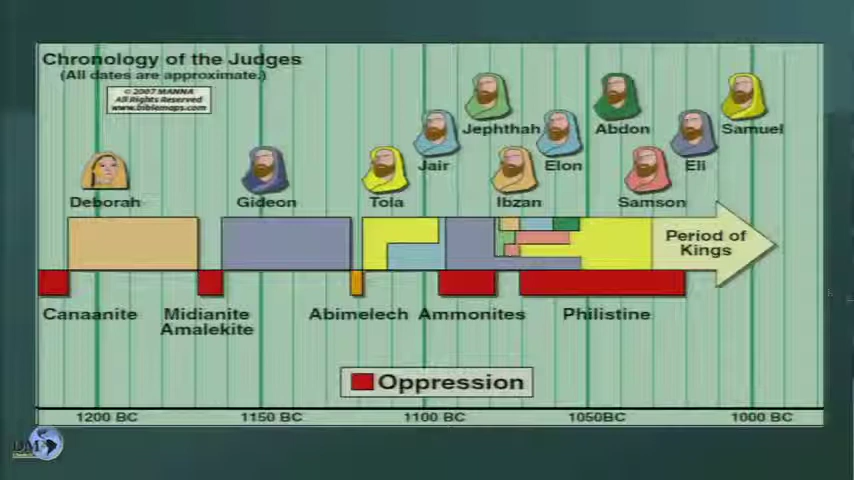 Chronology of the Judges
(All dates are approximate.)
© 2007 MANNA
All Rights Reserved
www.biblemaps.com
Jephthah
Abdon
Samuel
Jair
Elon
Eli
Deborah
Gideon
Tola
Ibzan
Samson
Period of
Kings
Canaanite
Midianite
Amalekite
Abimelech
Ammonites
Philistine
Oppression
1200 BC
1150 BC
1100 BC
1050BC
1000 BC
DM